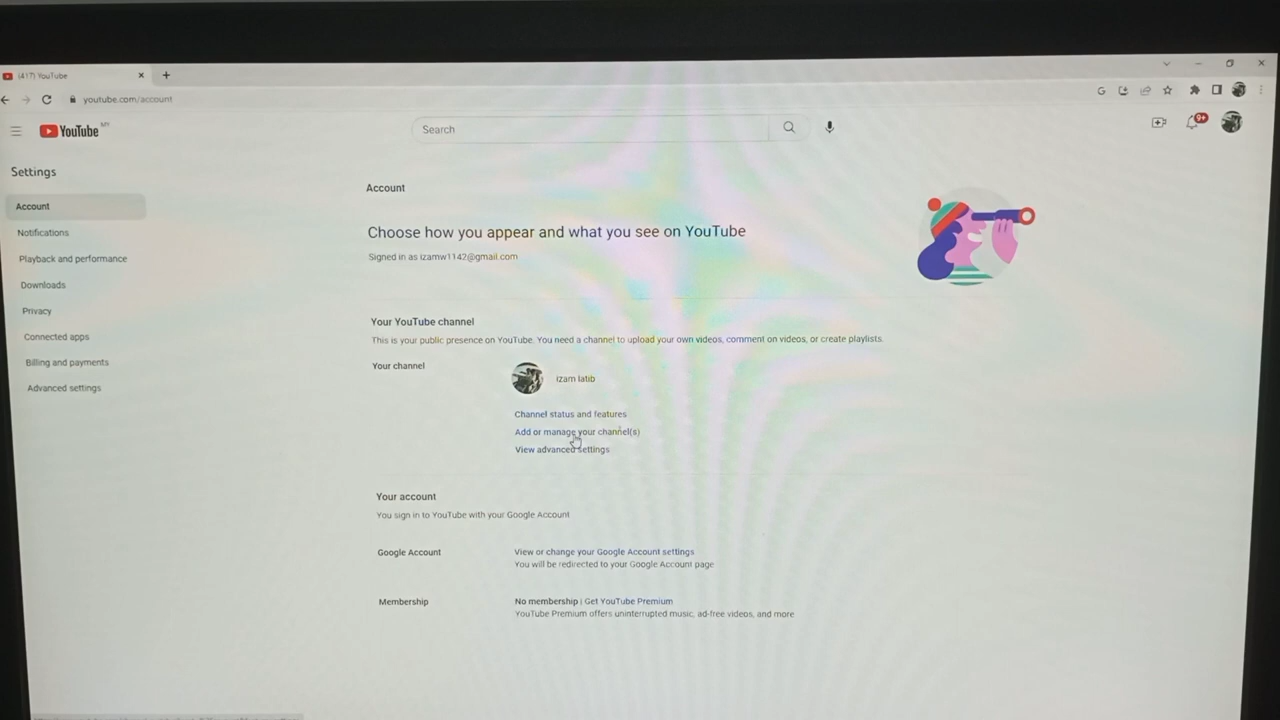 (417) YouTube
youtube.com/account
YouTube MY
Search
9+
Settings
Account
Notifications
Playback and performance
Downloads
Privacy
Connected apps
Billing and payments
Advanced settings
Account
Choose how you appear and what you see on YouTube
Signed in as izamw1142@gmail.com
Your YouTube channel
This is your public presence on YouTube. You need a channel to upload your own videos, comment on videos, or create playlists.
Your channel
izam latib
Channel status and features
Add or manage your channel(s)
View advanced settings
Your account
You sign in to YouTube with your Google Account
Google Account
View or change your Google Account settings
You will be redirected to your Google Account page
Membership
No membership | Get YouTube Premium
YouTube Premium offers uninterrupted music, ad-free videos, and more